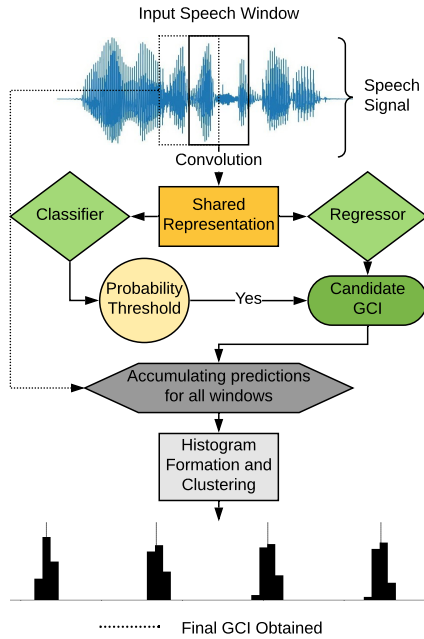 Input Speech Window
Speech
Signal
Convolution
Classifier
Shared
Representation
Regressor
Probability
Threshold
Yes
Candidate
GCI
Accumulating predictions
for all windows
Histogram
Formation and
Clustering
Final GCI Obtained